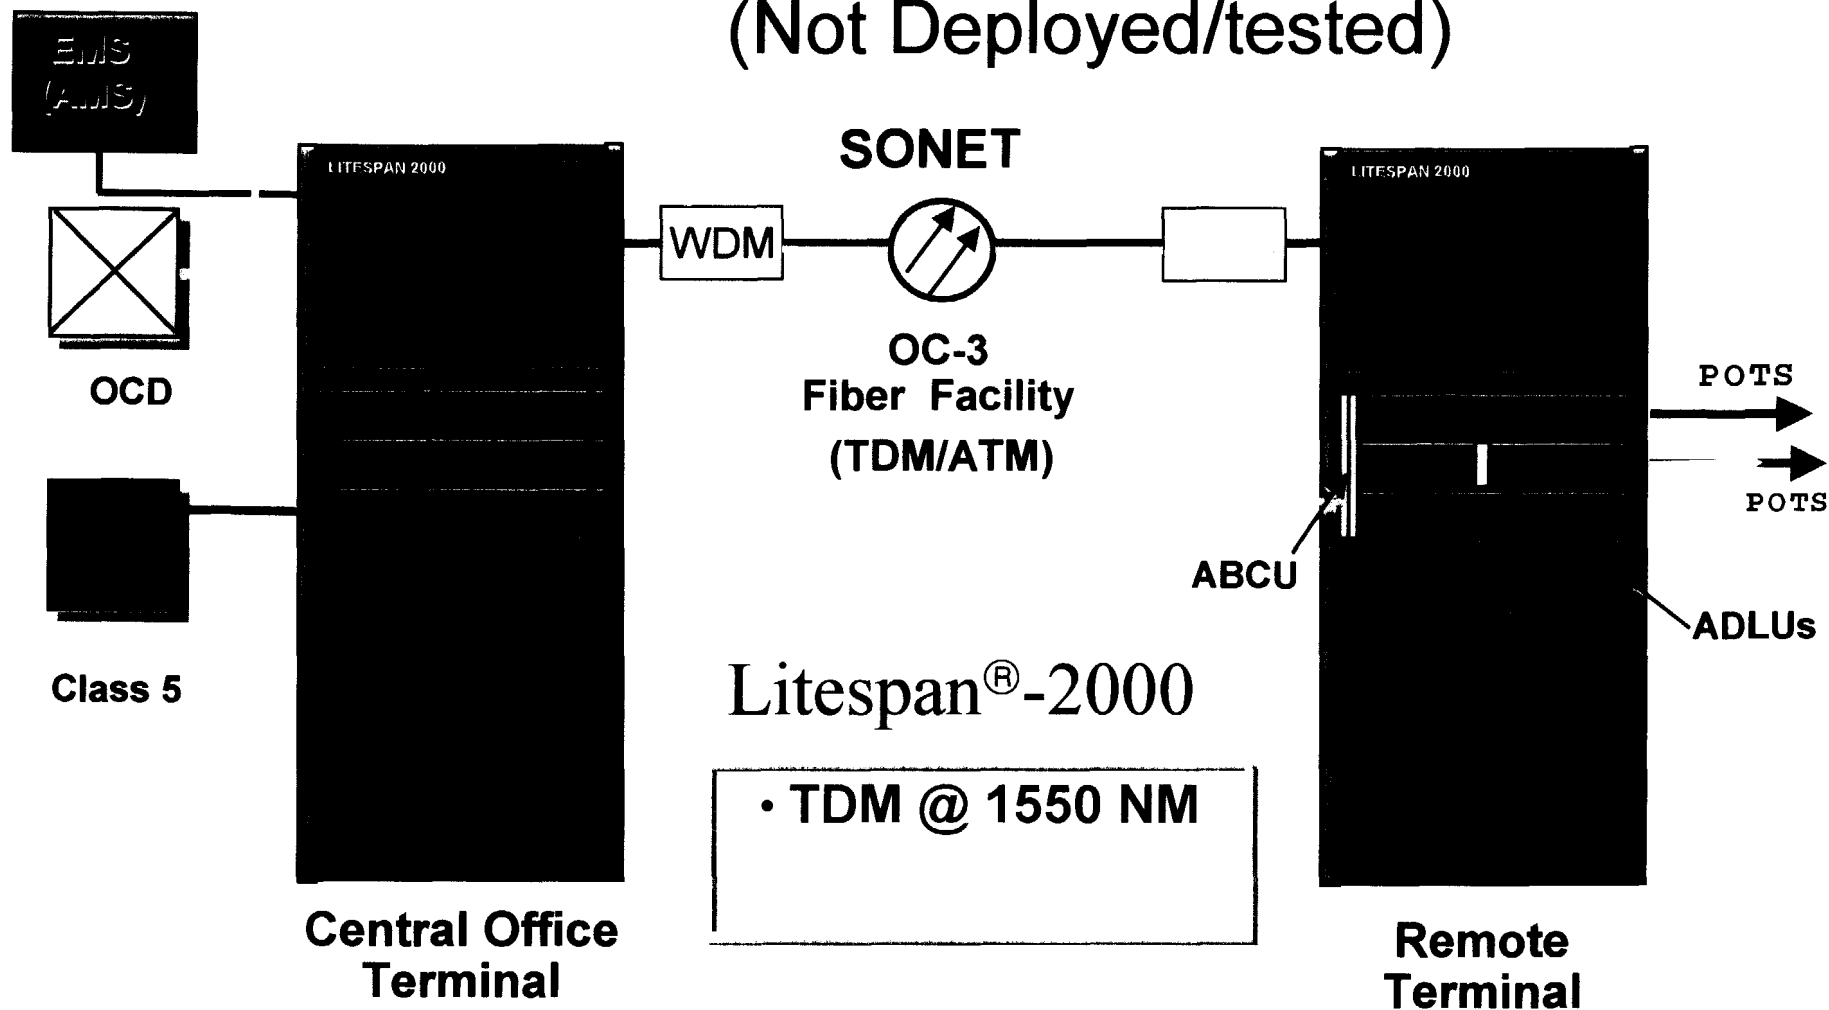 (Not Deployed/tested)
EMS
(AMS)
LITESPAN 2000
SONET
LITESPAN 2000
WDM
OCD
OC-3
Fiber Facility
(TDM/ATM)
POTS
POTS
ABCU
ADLUs
Class 5
Litespan®-2000
• TDM @ 1550 NM
Central Office
Terminal
Remote
Terminal